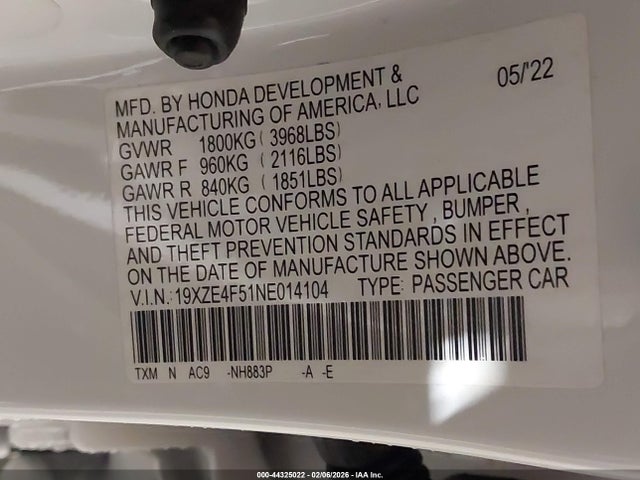 05/'22
MFD. BY HONDA DEVELOPMENT &
MANUFACTURING OF AMERICA, LLC
GVWR 1800KG ( 3968LBS)
GAWR F 960KG ( 2116LBS)
GAWR R 840KG ( 1851LBS)
THIS VEHICLE CONFORMS TO ALL APPLICABLE
FEDERAL MOTOR VEHICLE SAFETY , BUMPER ,
AND THEFT PREVENTION STANDARDS IN EFFECT
ON THE DATE OF MANUFACTURE SHOWN ABOVE.
V.I.N.: 19XZE4F51NE014104 TYPE: PASSENGER CAR
TXM N AC9 -NH883P -A -E
000-44325022 - 02/06/2026 - IAA Inc.